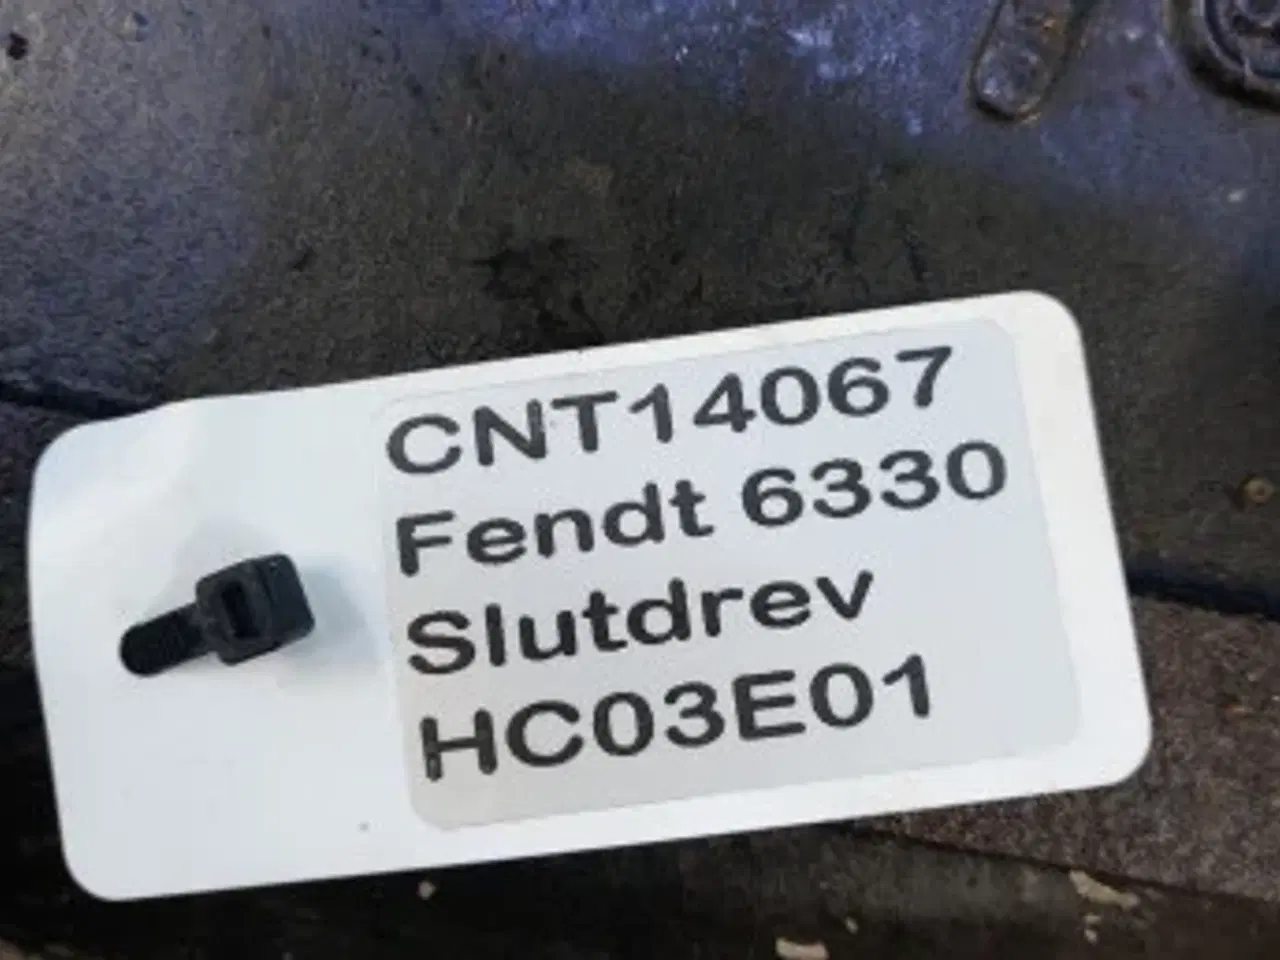 CNT14067
Fendt 6330
Slutdrev
HC03E01